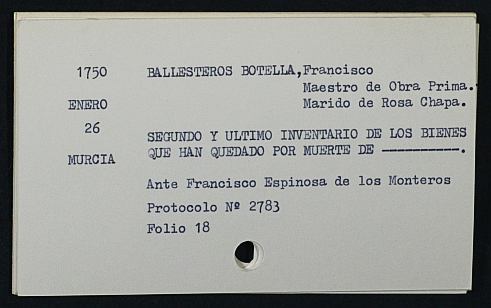 1750 BALLESTEROS BOTELLA, Francisco
Maestro de Obra Prima.
ENERO Marido de Rosa Chapa.
26
SEGUNDO Y ULTIMO INVENTARIO DE LOS BIENES
MURCIA QUE HAN QUEDADO POR MUERTE DE ----------.
Ante Francisco Espinosa de los Monteros
Protocolo Nº 2783
Folio 18